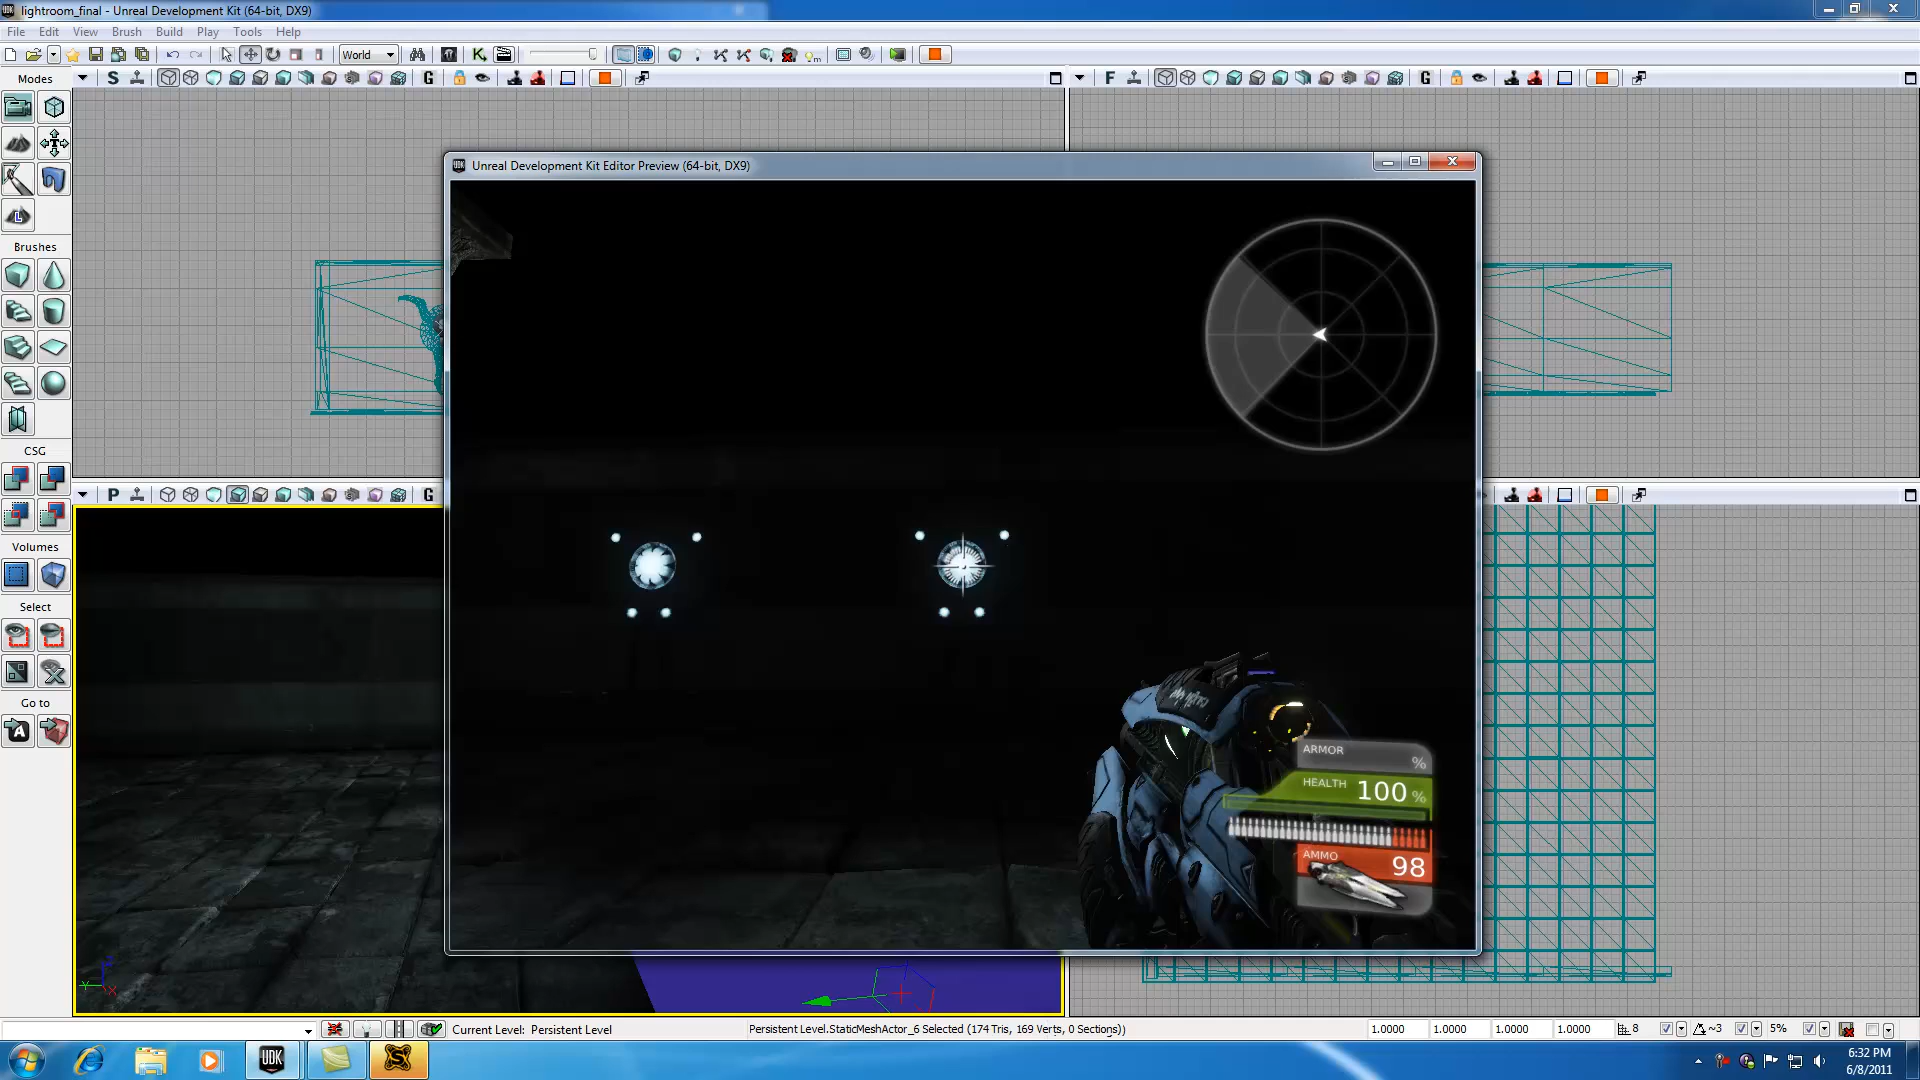 lightroom_final - Unreal Development Kit (64-bit, DX9)
File Edit View Brush Build Play Tools Help
World
Modes
S
G
F
G
Unreal Development Kit Editor Preview (64-bit, DX9)
Brushes
CSG
P
G
Volumes
Select
Go to
ARMOR
%
HEALTH 100 %
AMMO 98
Current Level: Persistent Level
Persistent Level.StaticMeshActor_6 Selected (174 Tris, 169 Verts, 0 Sections))
1.0000 1.0000 1.0000 1.0000 8 ~3 5%
UDK
6:32 PM
6/8/2011